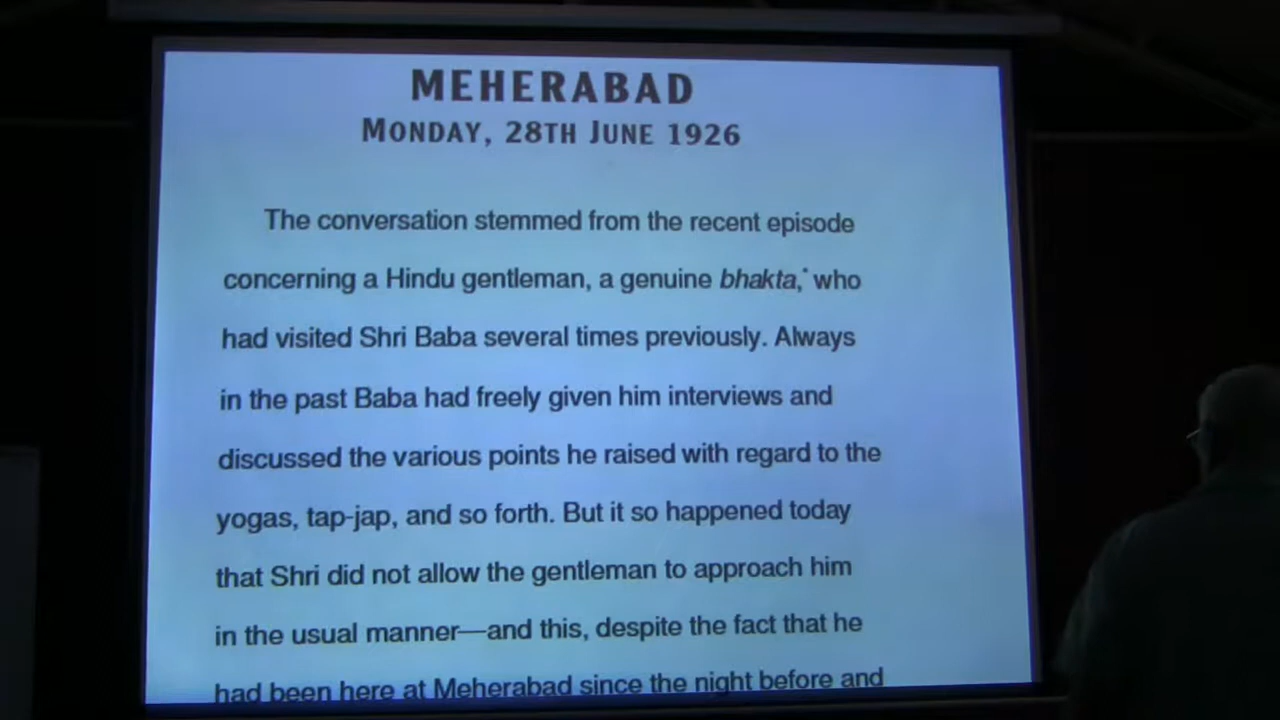 MEHERABAD
MONDAY, 28TH JUNE 1926
The conversation stemmed from the recent episode
concerning a Hindu gentleman, a genuine bhakta,* who
had visited Shri Baba several times previously. Always
in the past Baba had freely given him interviews and
discussed the various points he raised with regard to the
yogas, tap-jap, and so forth. But it so happened today
that Shri did not allow the gentleman to approach him
in the usual manner—and this, despite the fact that he
had been here at Meherabad since the night before and